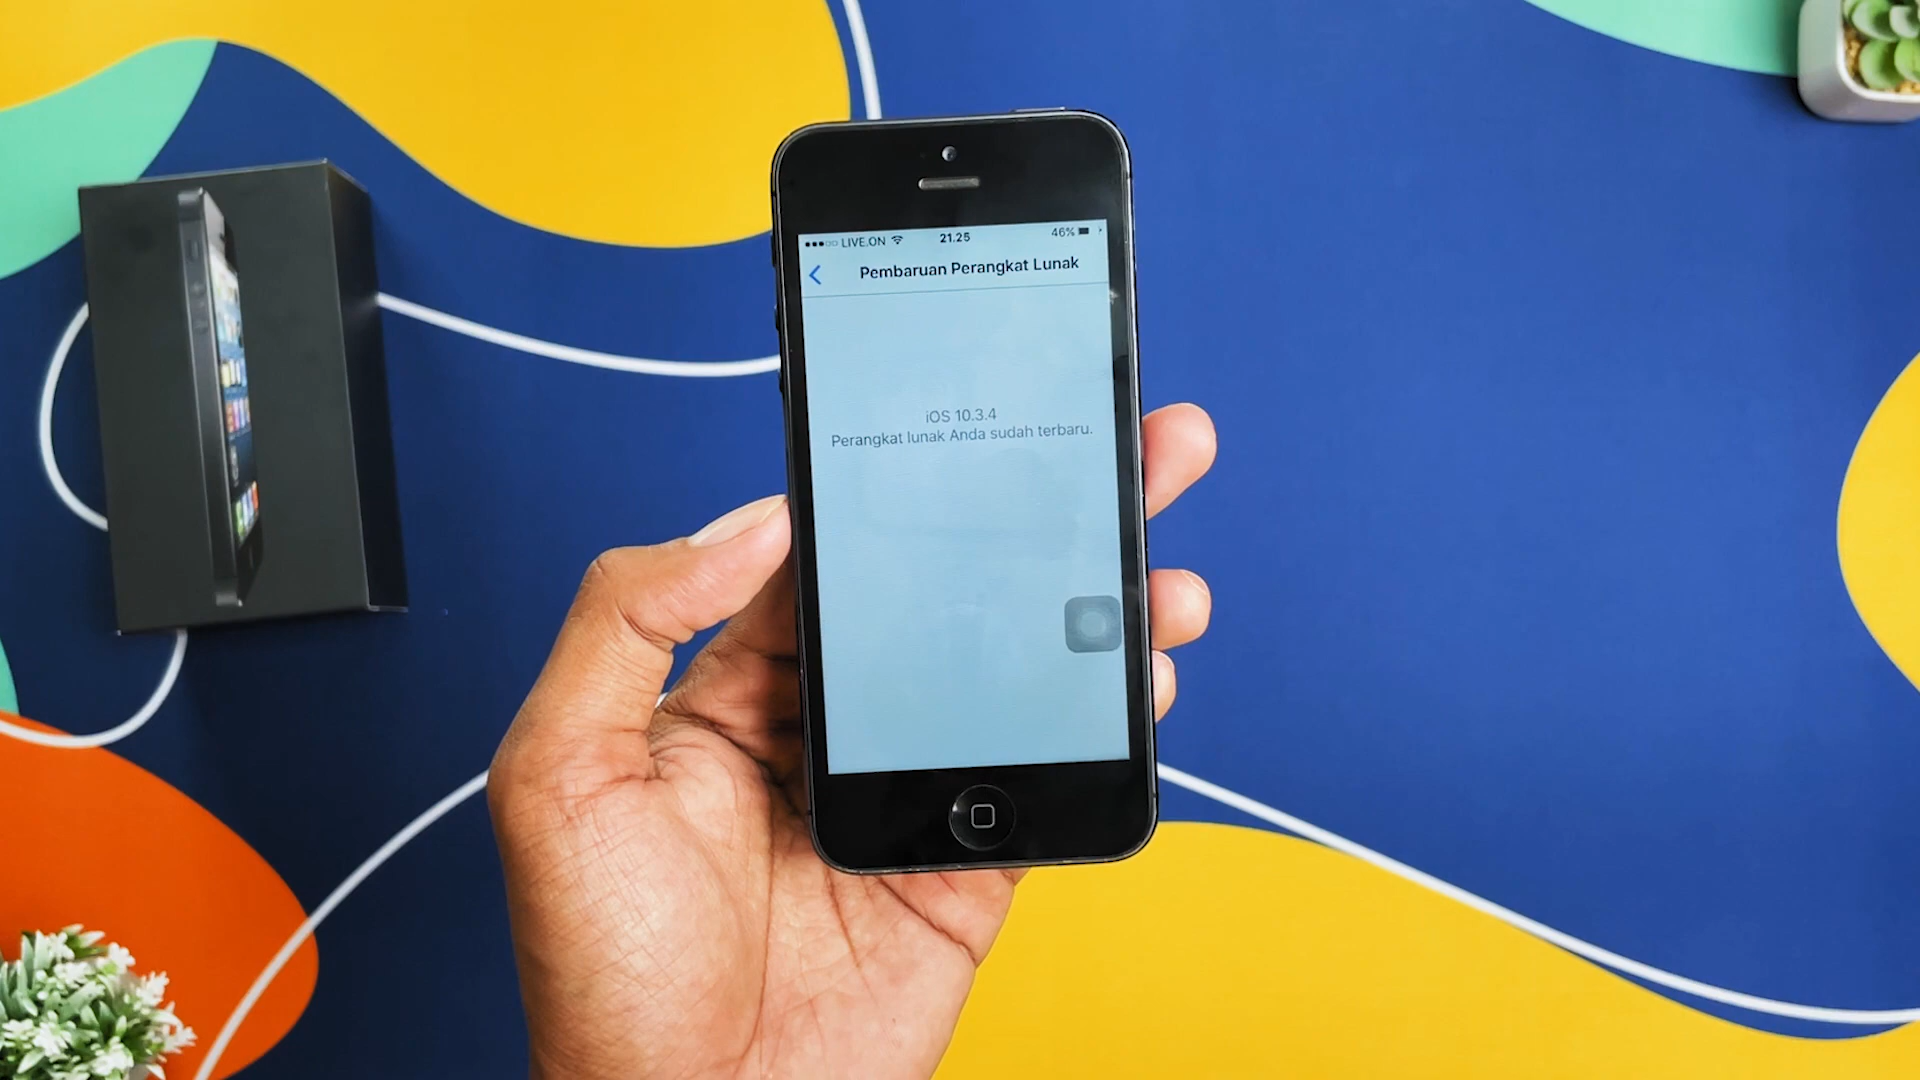 LIVE.ON 21.25 46%
Pembaruan Perangkat Lunak
iOS 10.3.4
Perangkat lunak Anda sudah terbaru.